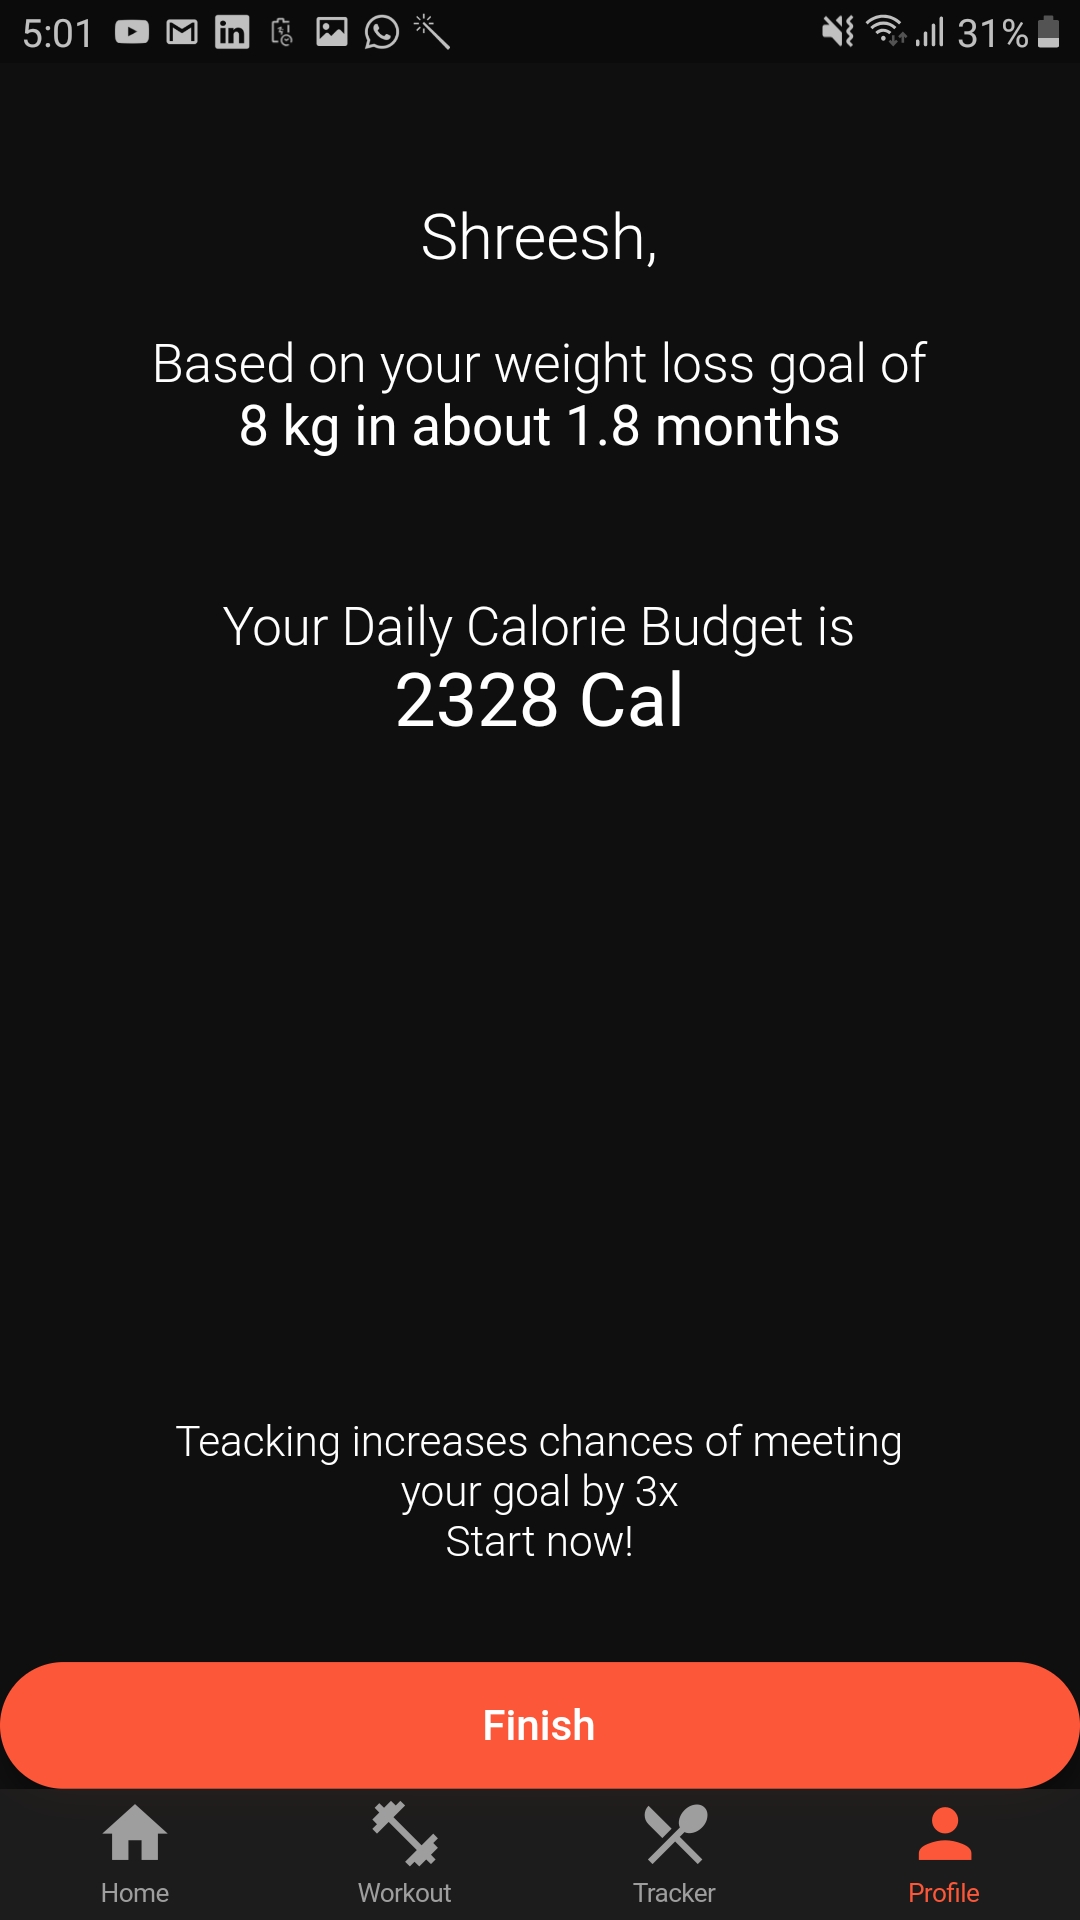 5:01 31%
Shreesh,
Based on your weight loss goal of
8 kg in about 1.8 months
Your Daily Calorie Budget is
2328 Cal
Teacking increases chances of meeting
your goal by 3x
Start now!
Finish
Home Workout Tracker Profile